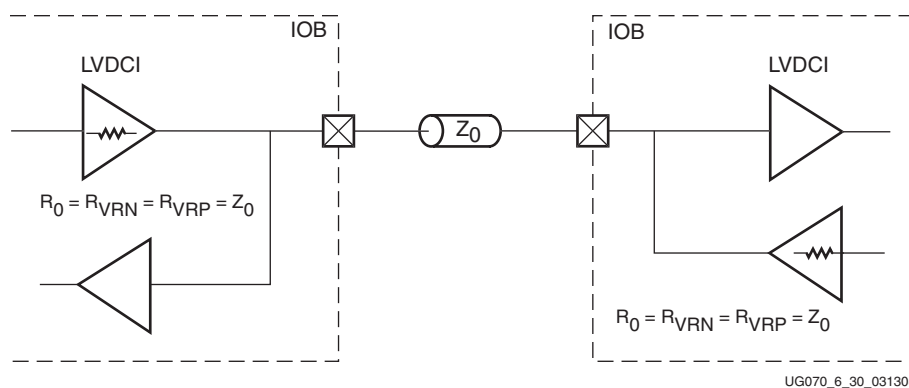 IOB
IOB
LVDCI
LVDCI
Z0
R0 = RVRN = RVRP = Z0
R0 = RVRN = RVRP = Z0
UG070_6_30_03130